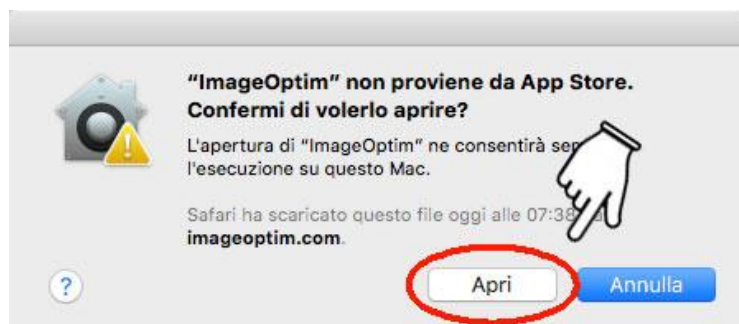 “ImageOptim” non proviene da App Store.
Confermi di volerlo aprire?
L'apertura di “ImageOptim” ne consentirà
l'esecuzione su questo Mac.
Safari ha scaricato questo file oggi alle 07:38
imageoptim.com.
?
Apri
Annulla